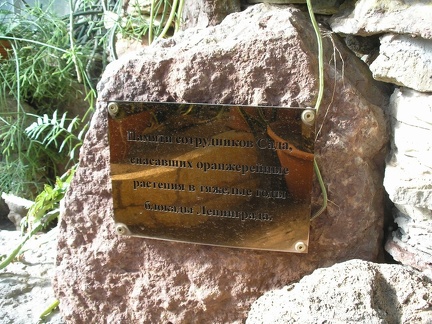 Памяти сотрудников Сада,
спасавших оранжерейные
растения в тяжелые годы
блокады Ленинграда